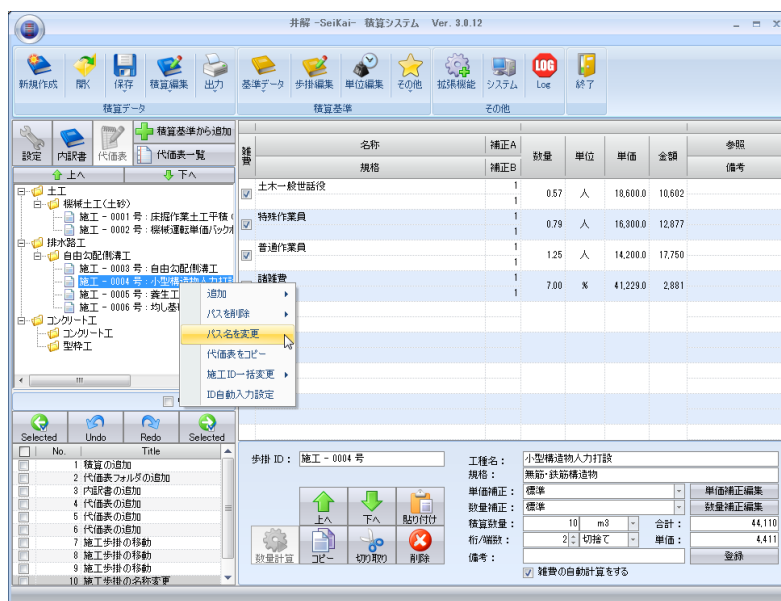 井解 -SeiKai- 積算システム Ver. 3.0.12
新規作成 開く 保存 積算編集 出力
積算データ
基準データ 歩掛編集 単位編集 その他
積算基準
拡張機能 システム Log 終了
その他
LOG
設定 内訳書 代価表
積算基準から追加
代価表一覧
上へ 下へ
土工
機械土工(土砂)
施工 - 0001 号 : 床掘作業土工平積
施工 - 0002 号 : 機械運転単価バックホ
排水路工
自由勾配側溝工
施工 - 0003 号 : 自由勾配側溝工
施工 - 0004 号 : 小型構造物人力打設
施工 - 0005 号 : 養生工
施工 - 0006 号 : 均し基
コンクリート工
コンクリート工
型枠工
追加
パスを削除
パス名を変更
代価表をコピー
施工ID一括変更
ID自動入力設定
Selected Undo Redo Selected
No. Title
1 積算の追加
2 代価表フォルダの追加
3 内訳書の追加
4 代価表の追加
5 代価表の追加
6 代価表の追加
7 施工歩掛の移動
8 施工歩掛の移動
9 施工歩掛の移動
10 施工歩掛の名称変更
雑費 名称 補正A 数量 単位 単価 金額 参照
規格 補正B 備考
土木一般世話役 1 0.57 人 18,600.0 10,602
1
特殊作業員 1 0.79 人 16,300.0 12,877
1
普通作業員 1 1.25 人 14,200.0 17,750
1
諸雑費 1 7.00 % 41,229.0 2,881
1
歩掛 ID : 施工 - 0004 号
上へ 下へ 貼り付け
数量計算 コピー 切り取り 削除
工種名 : 小型構造物人力打設
規格 : 無筋・鉄筋構造物
単価補正 : 標準 単価補正編集
数量補正 : 標準 数量補正編集
積算数量 : 10 m3 合計 : 44,110
桁/端数 : 2 切捨て 単価 : 4,411
備考 : 登録
雑費の自動計算をする